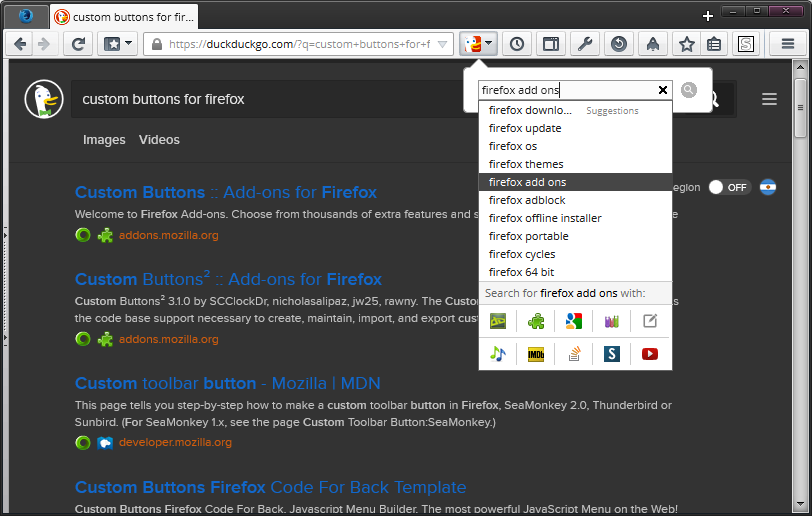 custom buttons for fir...
https://duckduckgo.com/?q=custom+buttons+for+f
S
firefox add ons
custom buttons for firefox
firefox downlo... Suggestions
firefox update
firefox os
firefox themes
firefox add ons
firefox adblock
firefox offline installer
firefox portable
firefox cycles
firefox 64 bit
Search for firefox add ons with:
IMDb
S
Images Videos
egion OFF
Custom Buttons :: Add-ons for Firefox
Welcome to Firefox Add-ons. Choose from thousands of extra features and s e
addons.mozilla.org
Custom Buttons² :: Add-ons for Firefox
Custom Buttons² 3.1.0 by SCClockDr, nicholasalipaz, jw25, rawny. The Custo s
the code base support necessary to create, maintain, import, and export cust
addons.mozilla.org
Custom toolbar button - Mozilla | MDN
This page tells you step-by-step how to make a custom toolbar button in Firefox, SeaMonkey 2.0, Thunderbird or
Sunbird. (For SeaMonkey 1.x, see the page Custom Toolbar Button:SeaMonkey.)
developer.mozilla.org
Custom Buttons Firefox Code For Back Template
Custom Buttons Firefox Code For Back. Javascript Menu Builder. The most powerful JavaScript Menu on the Web!